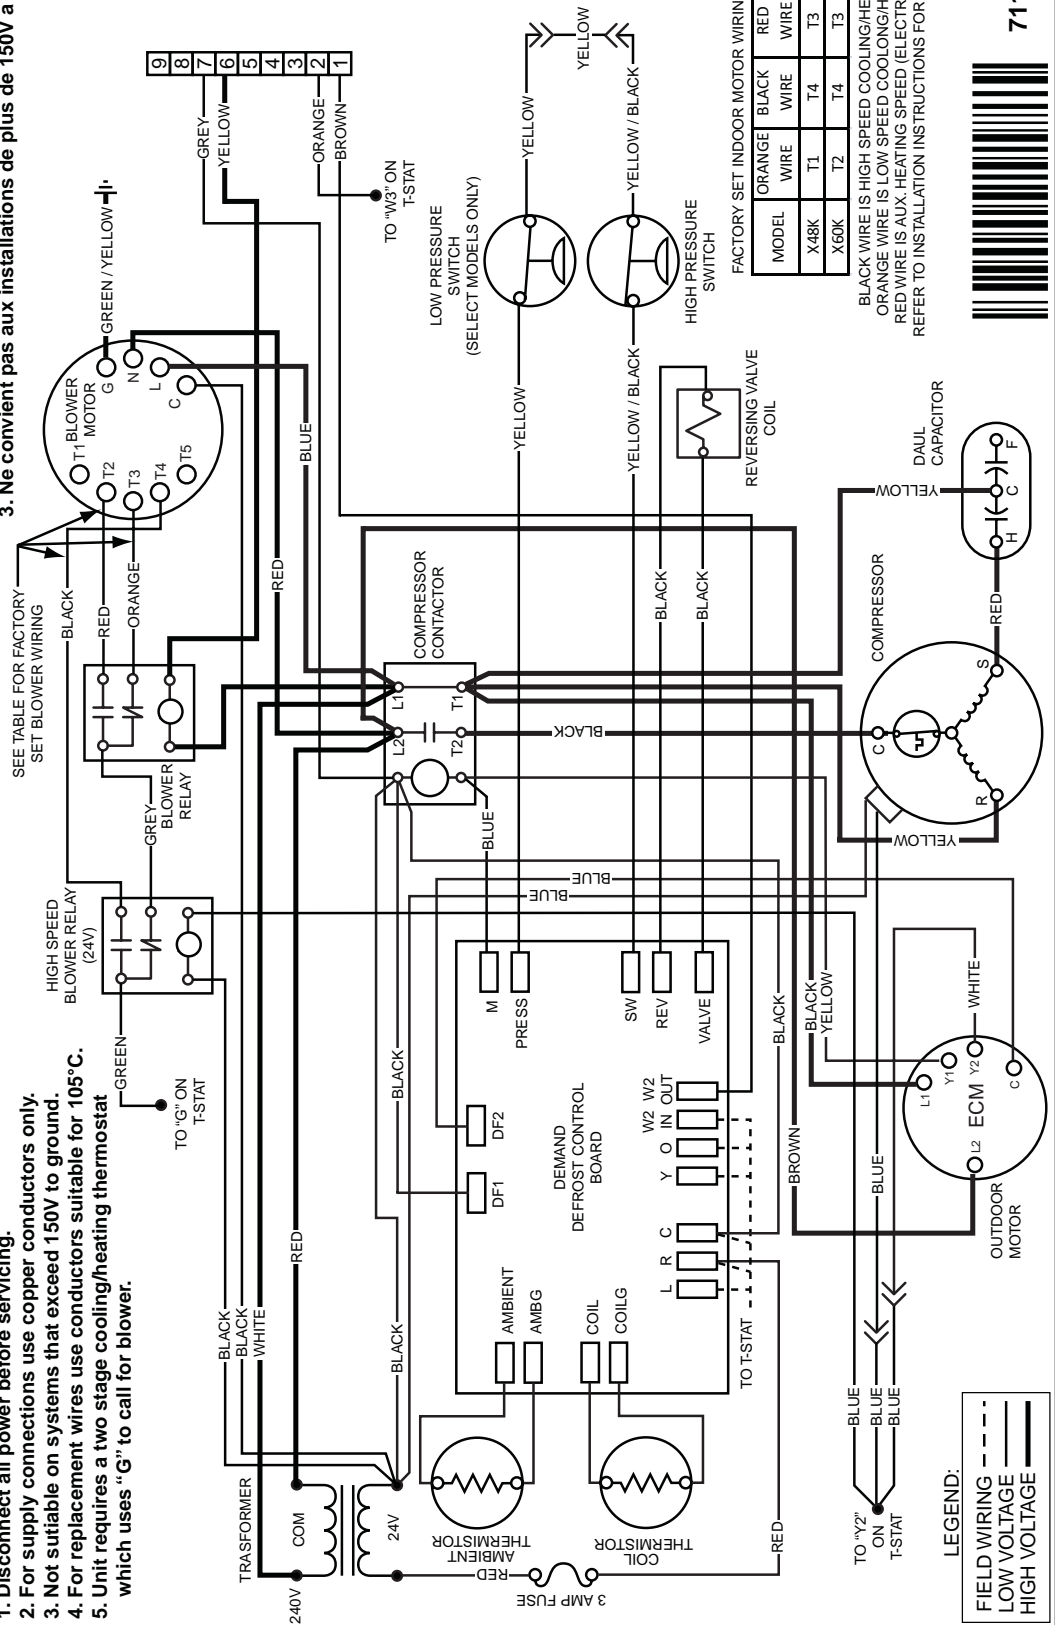 1. Disconnect all power before servicing.
2. For supply connections use copper conductors only.
3. Not sutiable on systems that exceed 150V to ground.
4. For replacement wires use conductors suitable for 105°C.
5. Unit requires a two stage cooling/heating thermostat
which uses "G" to call for blower.
3. Ne convient pas aux installations de plus de 150V a
SEE TABLE FOR FACTORY
SET BLOWER WIRING
BLACK
RED
ORANGE
T1
T2
T3
T4
T5
BLOWER
MOTOR
G
N
L
C
GREEN / YELLOW
9
8
7
6
5
4
3
2
1
GREY
YELLOW
ORANGE
BROWN
TO "W3" ON
T-STAT
HIGH SPEED
BLOWER RELAY
(24V)
GREY
BLOWER
RELAY
GREEN
TO "G" ON
T-STAT
BLUE
RED
COMPRESSOR
CONTACTOR
L1
T1
L2
T2
BLACK
BLUE
BLACK
BLACK
WHITE
RED
BLACK
BLACK
TRASFORMER
240V
COM
24V
RED
3 AMP FUSE
RED
AMBIENT
THERMISTOR
COIL
THERMISTOR
AMBIENT
AMBG
COIL
COILG
DF1
DF2
M
PRESS
SW
REV
VALVE
DEMAND
DEFROST CONTROL
BOARD
L
R
C
Y
O
W2
IN
W2
OUT
TO T-STAT
BLUE
BLUE
BLACK
BLACK
YELLOW
BROWN
BLUE
YELLOW
YELLOW
LOW PRESSURE
SWITCH
(SELECT MODELS ONLY)
YELLOW
YELLOW / BLACK
YELLOW / BLACK
HIGH PRESSURE
SWITCH
BLACK
BLACK
REVERSING VALVE
COIL
YELLOW
DAUL
CAPACITOR
H
C
F
RED
COMPRESSOR
C
S
R
YELLOW
WHITE
L1
Y1
Y2
C
L2
ECM
OUTDOOR
MOTOR
BLUE
BLUE
BLUE
TO "Y2"
ON
T-STAT
LEGEND:
FIELD WIRING
LOW VOLTAGE
HIGH VOLTAGE
FACTORY SET INDOOR MOTOR WIRIN
MODEL ORANGE WIRE BLACK WIRE RED WIRE
X48K T1 T4 T3
X60K T2 T4 T3
BLACK WIRE IS HIGH SPEED COOLING/HE
ORANGE WIRE IS LOW SPEED COOLONG/H
RED WIRE IS AUX. HEATING SPEED (ELECTR
REFER TO INSTALLATION INSTRUCTIONS FOR
711